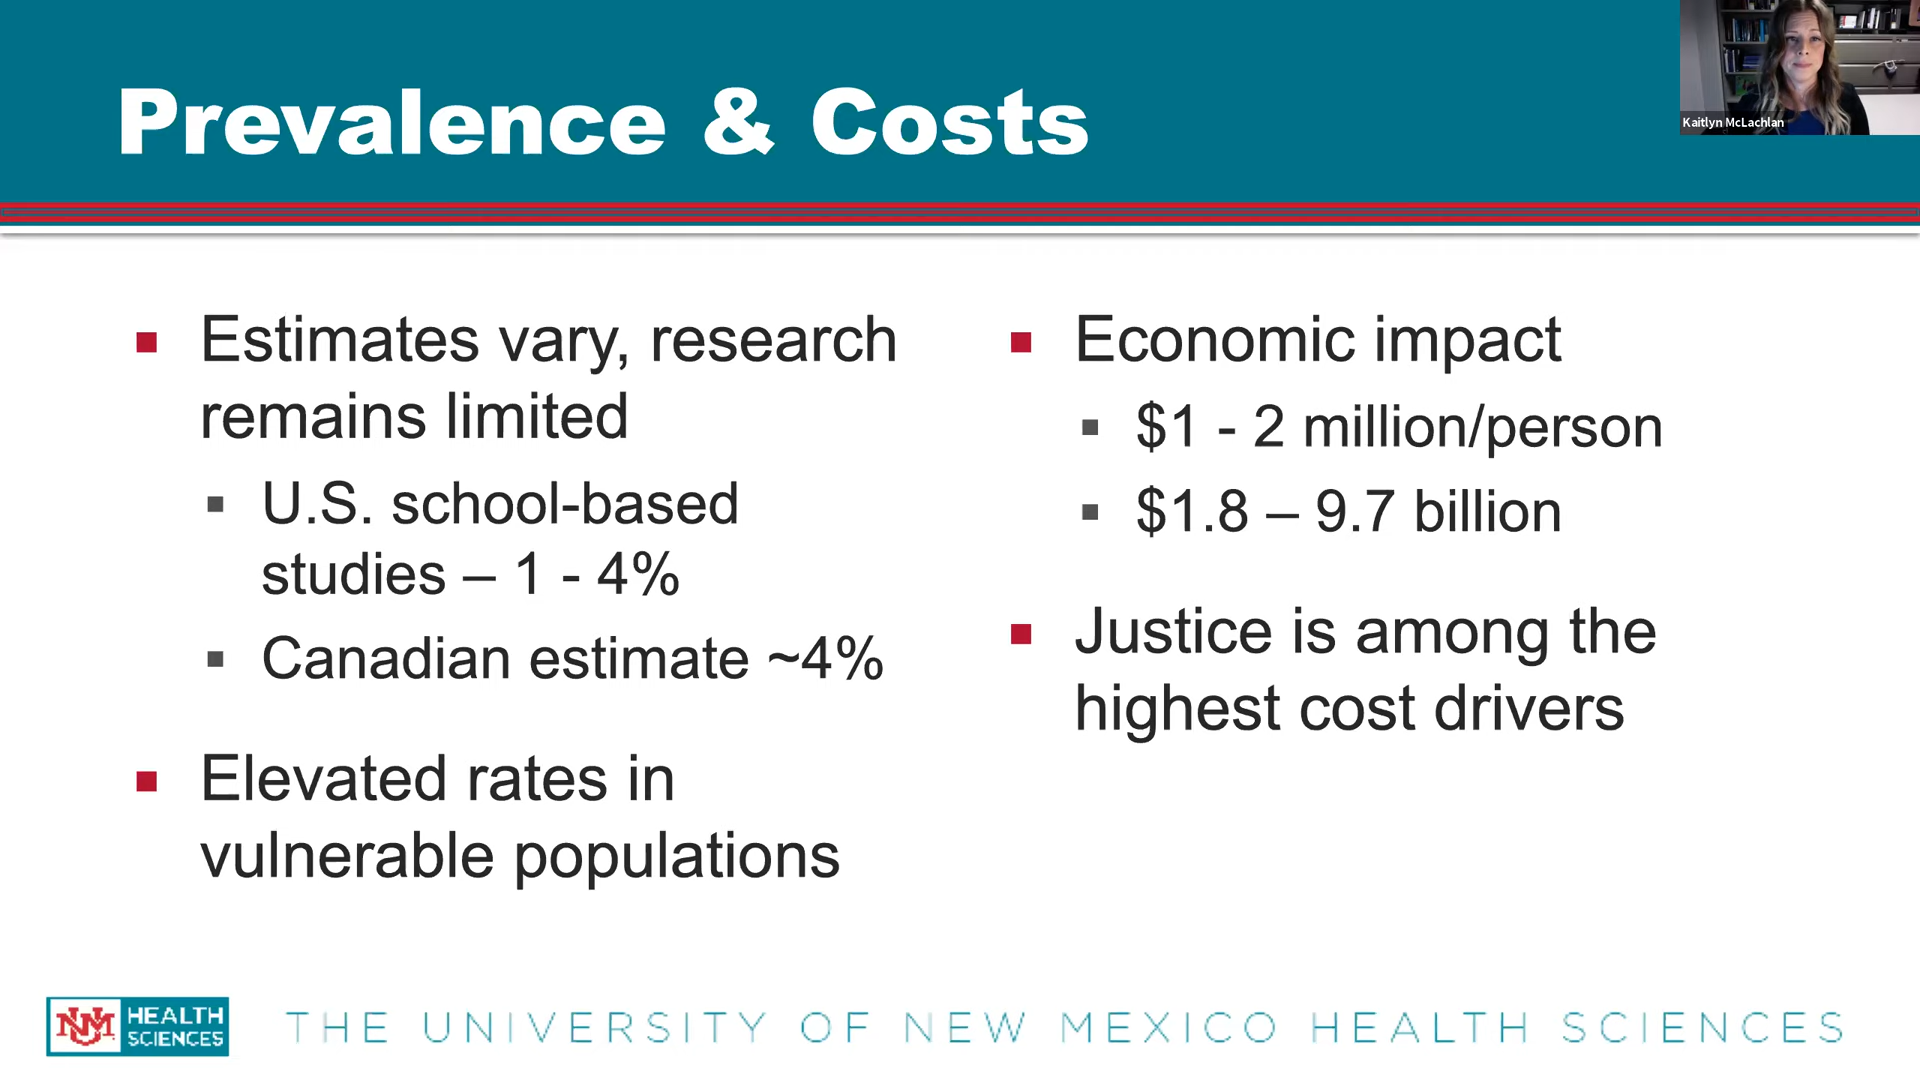 Prevalence & Costs
Kaitlyn McLachlan
Estimates vary, research
remains limited
U.S. school-based
studies – 1 - 4%
Canadian estimate ~4%
Elevated rates in
vulnerable populations
Economic impact
$1 - 2 million/person
$1.8 – 9.7 billion
Justice is among the
highest cost drivers
UNM HEALTH
SCIENCES
THE UNIVERSITY OF NEW MEXICO HEALTH SCIENCES